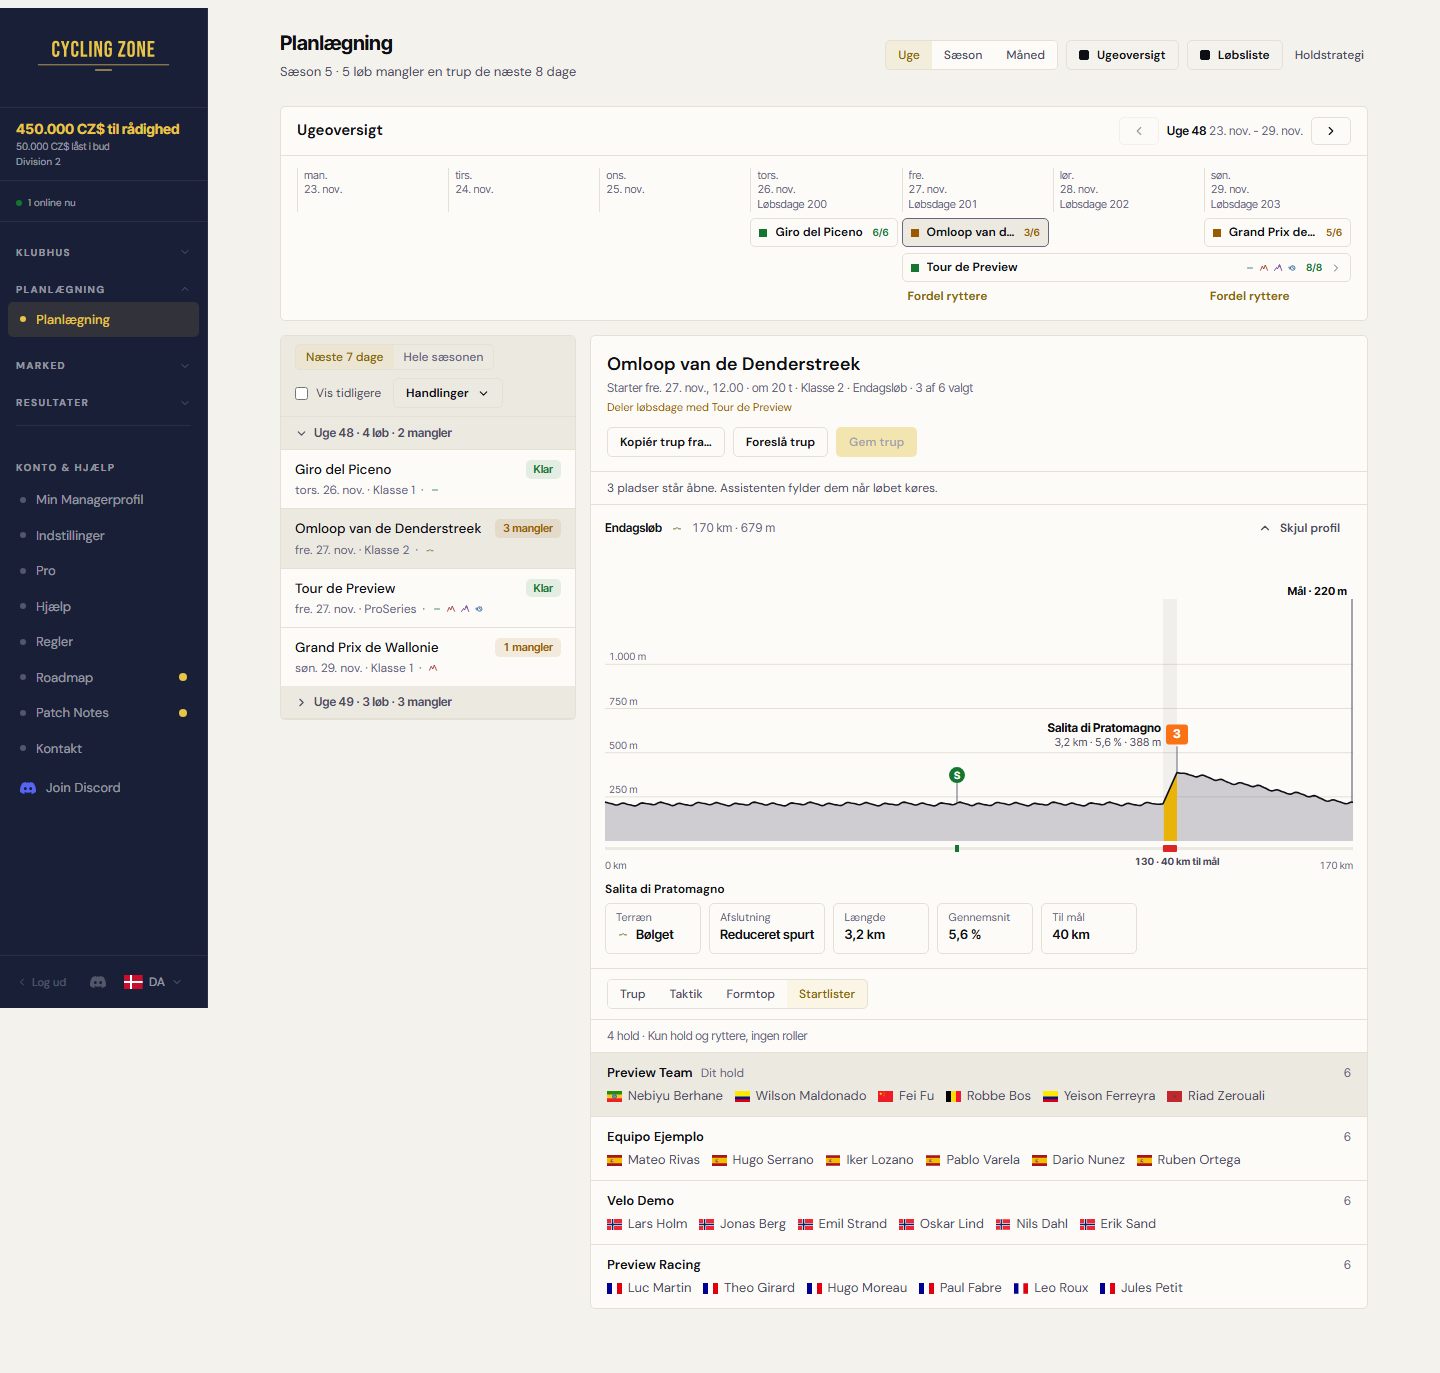 CYCLING ZONE
450.000 CZ$ til rådighed
50.000 CZ$ låst i bud
Division 2
1 online nu
KLUBHUS
PLANLÆGNING
Planlægning
MARKED
RESULTATER
KONTO & HJÆLP
Min Managerprofil
Indstillinger
Pro
Hjælp
Regler
Roadmap
Patch Notes
Kontakt
Join Discord
Log ud
DA
Planlægning
Sæson 5 · 5 løb mangler en trup de næste 8 dage
Uge Sæson Måned Ugeoversigt Løbsliste Holdstrategi
Ugeoversigt
Uge 48 23. nov. - 29. nov.
man. 23. nov.
tirs. 24. nov.
ons. 25. nov.
tors. 26. nov. Løbsdage 200
fre. 27. nov. Løbsdage 201
lør. 28. nov. Løbsdage 202
søn. 29. nov. Løbsdage 203
Giro del Piceno 6/6
Omloop van d... 3/6
Grand Prix de... 5/6
Tour de Preview 8/8
Fordel ryttere Fordel ryttere
Næste 7 dage Hele sæsonen
Vis tidligere Handlinger
Uge 48 · 4 løb · 2 mangler
Giro del Piceno Klar
tors. 26. nov. · Klasse 1 ·
Omloop van de Denderstreek 3 mangler
fre. 27. nov. · Klasse 2 ·
Tour de Preview Klar
fre. 27. nov. · ProSeries ·
Grand Prix de Wallonie 1 mangler
søn. 29. nov. · Klasse 1 ·
Uge 49 · 3 løb · 3 mangler
Omloop van de Denderstreek
Starter fre. 27. nov., 12.00 · om 20 t · Klasse 2 · Endagsløb · 3 af 6 valgt
Deler løbsdage med Tour de Preview
Kopiér trup fra... Foreslå trup Gem trup
3 pladser står åbne. Assistenten fylder dem når løbet køres.
Endagsløb 170 km · 679 m Skjul profil
Mål · 220 m
1.000 m
750 m
500 m
250 m
Salita di Pratomagno
3,2 km · 5,6 % · 388 m
3
S
0 km
130 · 40 km til mål
170 km
Salita di Pratomagno
Terræn Afslutning Længde Gennemsnit Til mål
Bølget Reduceret spurt 3,2 km 5,6 % 40 km
Trup Taktik Formtop Startlister
4 hold · Kun hold og ryttere, ingen roller
Preview Team Dit hold 6
Nebiyu Berhane Wilson Maldonado Fei Fu Robbe Bos Yeison Ferreyra Riad Zerouali
Equipo Ejemplo 6
Mateo Rivas Hugo Serrano Iker Lozano Pablo Varela Dario Nunez Ruben Ortega
Velo Demo 6
Lars Holm Jonas Berg Emil Strand Oskar Lind Nils Dahl Erik Sand
Preview Racing 6
Luc Martin Theo Girard Hugo Moreau Paul Fabre Leo Roux Jules Petit